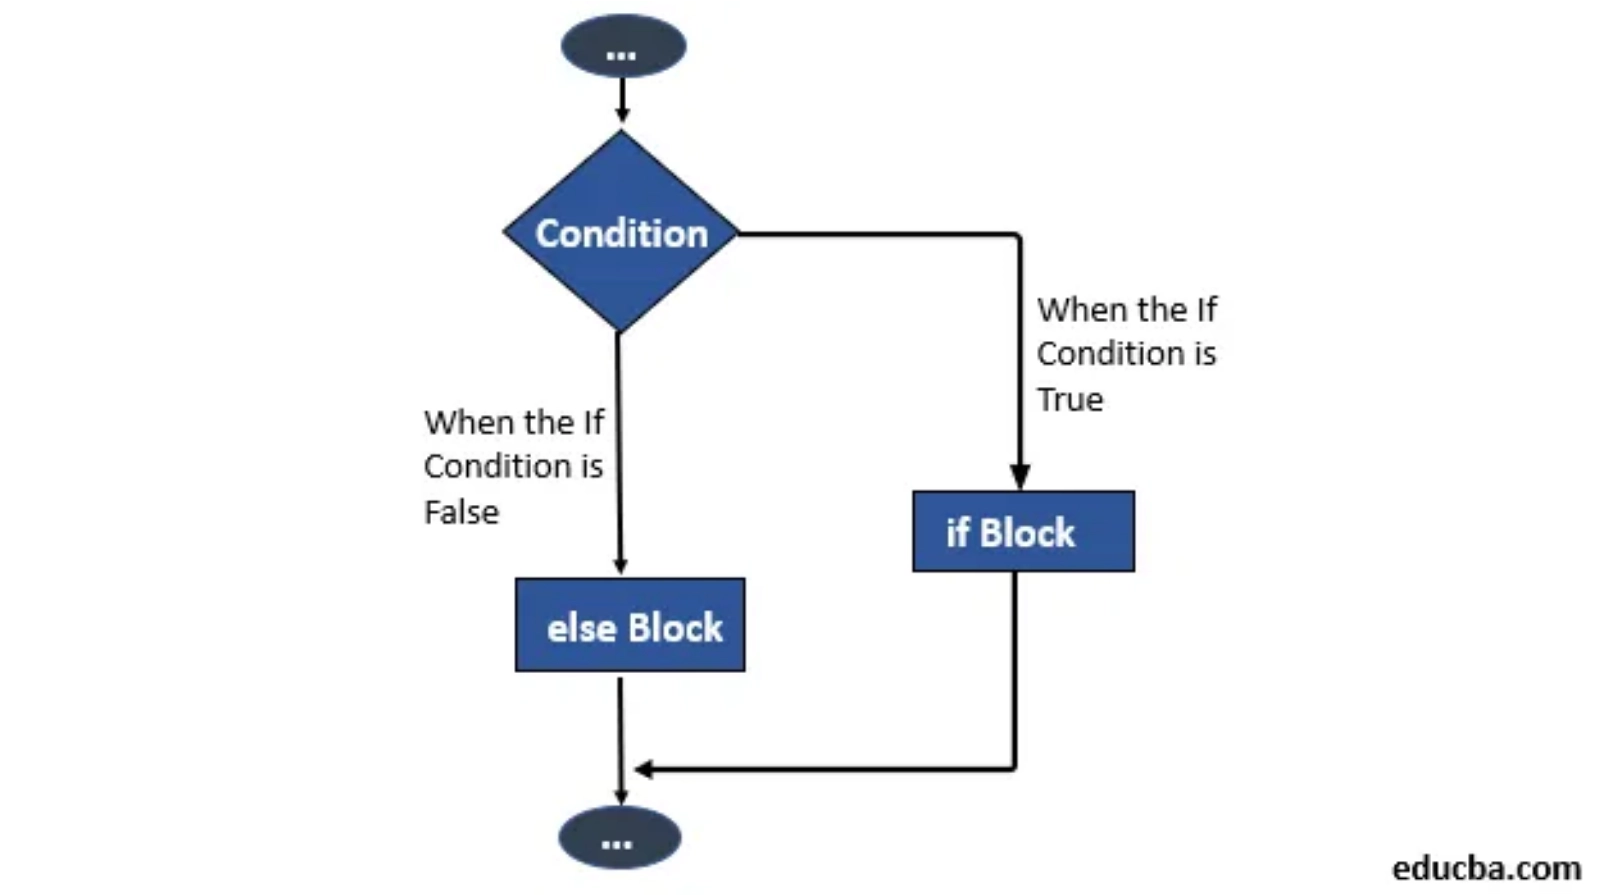 ...
Condition
When the If
Condition is
True
When the If
Condition is
False
if Block
else Block
...
educba.com